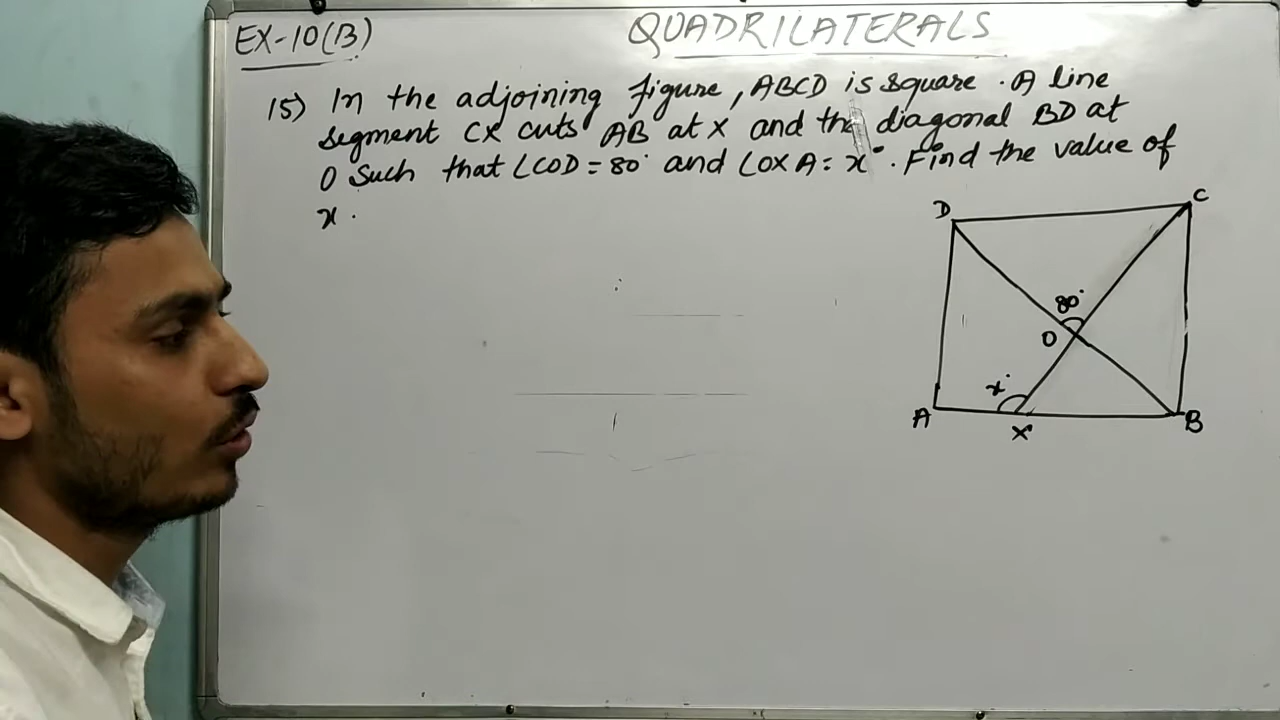 EX-10(B)
QUADRILATERALS
15) In the adjoining figure, ABCD is square. A line
segment CX cuts AB at X and the diagonal BD at
O Such that ∠COD = 80° and ∠OXA = x°. Find the value of
x.
D
C
80°
O
x°
A
X
B